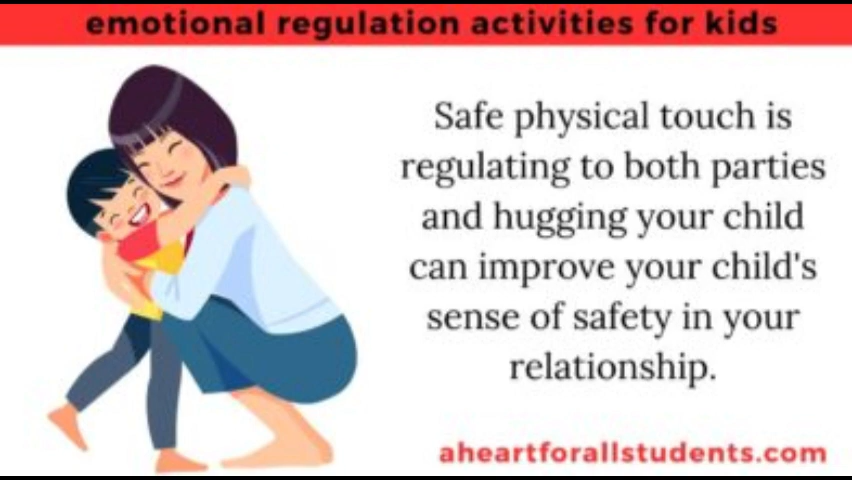 emotional regulation activities for kids
Safe physical touch is
regulating to both parties
and hugging your child
can improve your child's
sense of safety in your
relationship.
aheartforallstudents.com